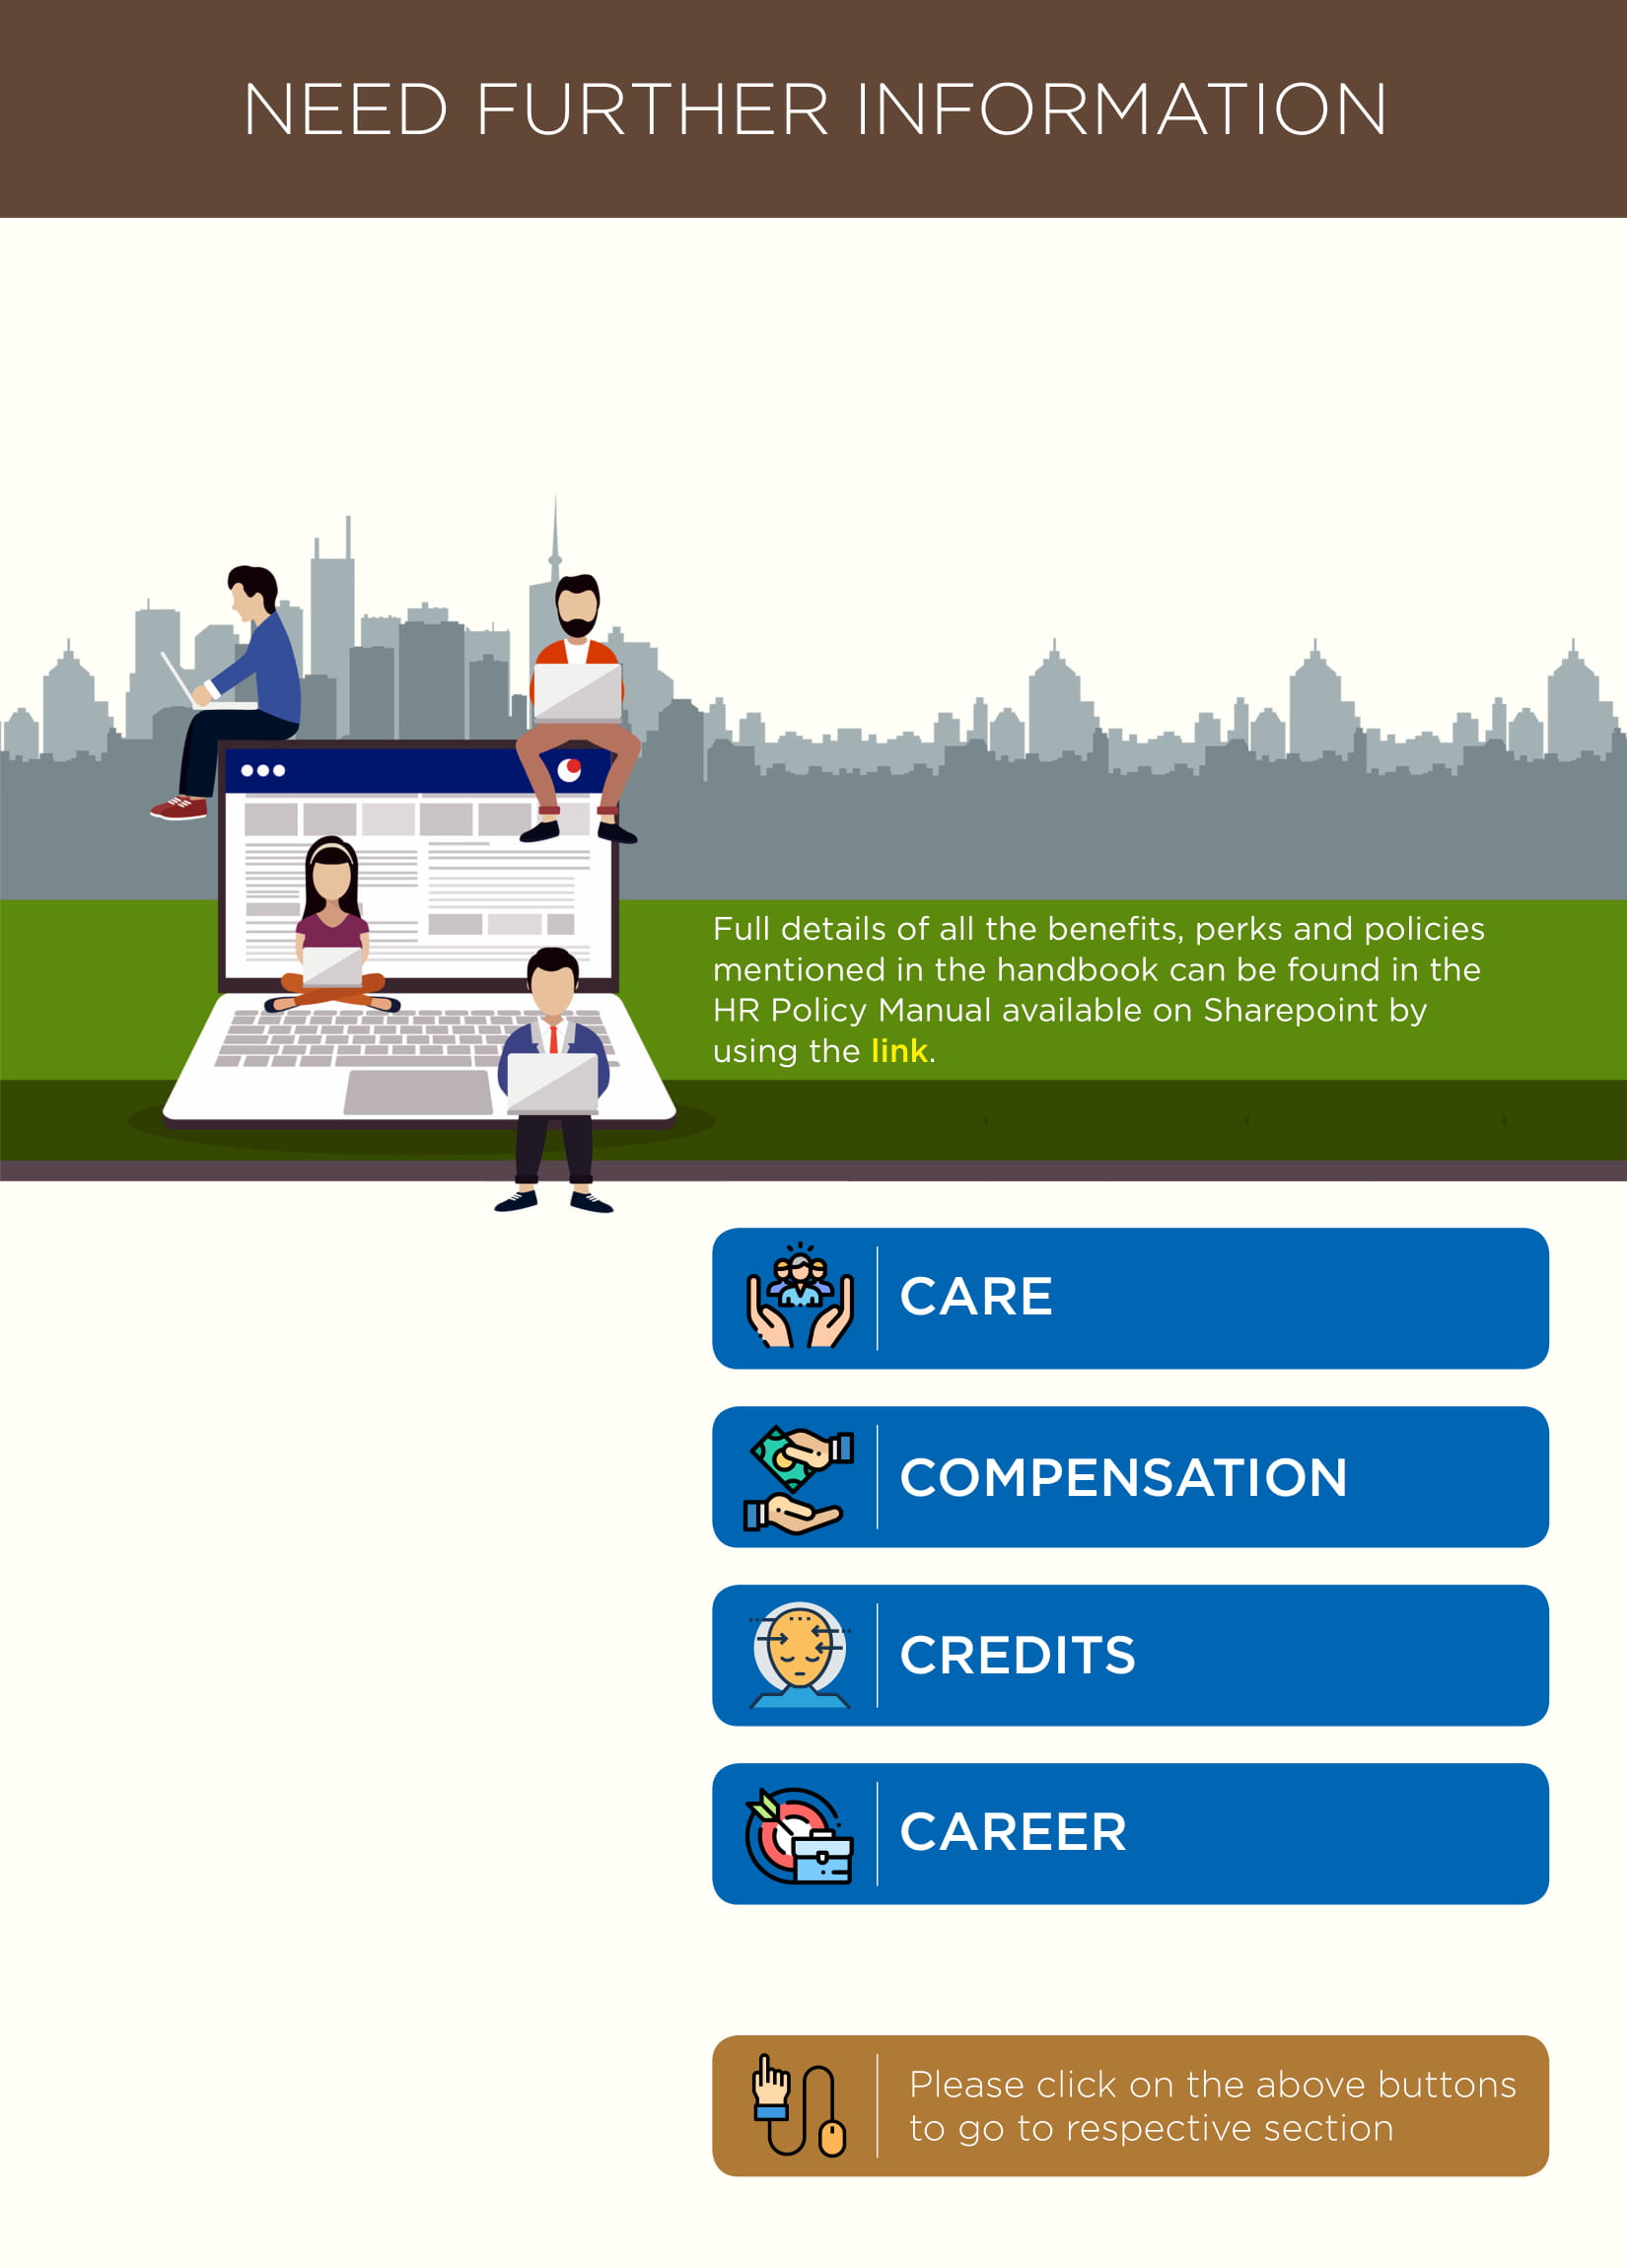 NEED FURTHER INFORMATION
Full details of all the benefits, perks and policies
mentioned in the handbook can be found in the
HR Policy Manual available on Sharepoint by
using the link.
CARE
COMPENSATION
CREDITS
CAREER
Please click on the above buttons
to go to respective section